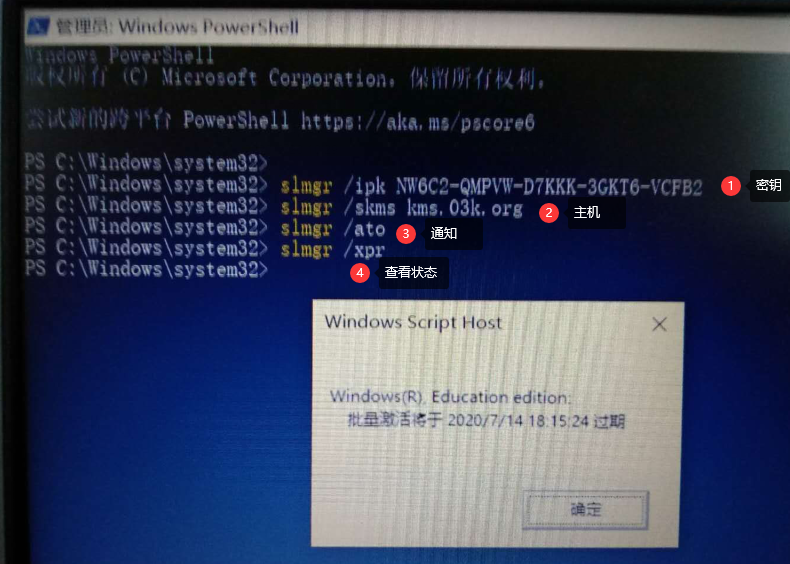 管理员: Windows PowerShell
Windows PowerShell
版权所有 (C) Microsoft Corporation。保留所有权利。
尝试新的跨平台 PowerShell https://aka.ms/pscore6
PS C:\Windows\system32>
PS C:\Windows\system32> slmgr /ipk NW6C2-QMPVW-D7KKK-3GKT6-VCFB2 1 密钥
PS C:\Windows\system32> slmgr /skms kms.03k.org 2 主机
PS C:\Windows\system32> slmgr /ato 3 通知
PS C:\Windows\system32> slmgr /xpr
PS C:\Windows\system32> 4 查看状态
Windows Script Host
Windows(R), Education edition:
批量激活将于 2020/7/14 18:15:24 过期
确定